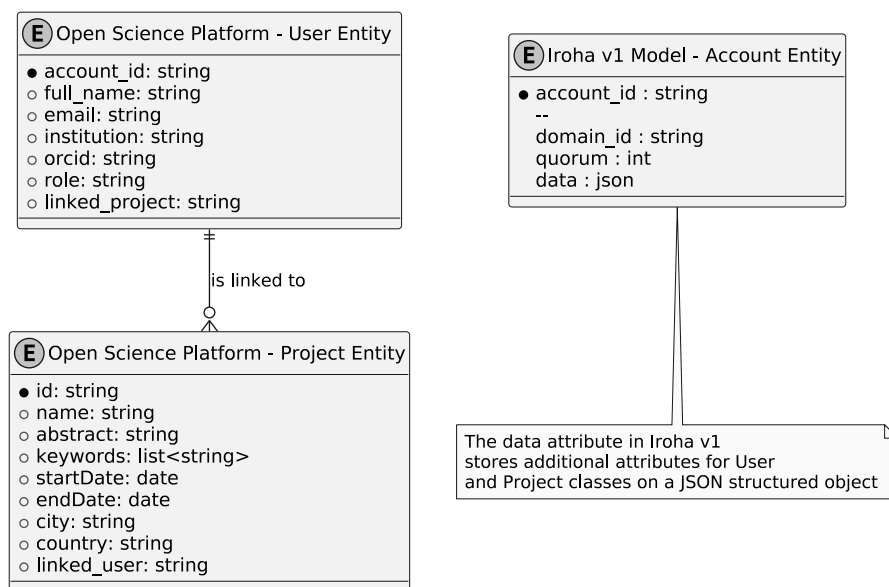 E Open Science Platform - User Entity
account_id: string
full_name: string
email: string
institution: string
orcid: string
role: string
linked_project: string
is linked to
E Open Science Platform - Project Entity
id: string
name: string
abstract: string
keywords: list<string>
startDate: date
endDate: date
city: string
country: string
linked_user: string
E Iroha v1 Model - Account Entity
account_id : string
--
domain_id : string
quorum : int
data : json
The data attribute in Iroha v1
stores additional attributes for User
and Project classes on a JSON structured object